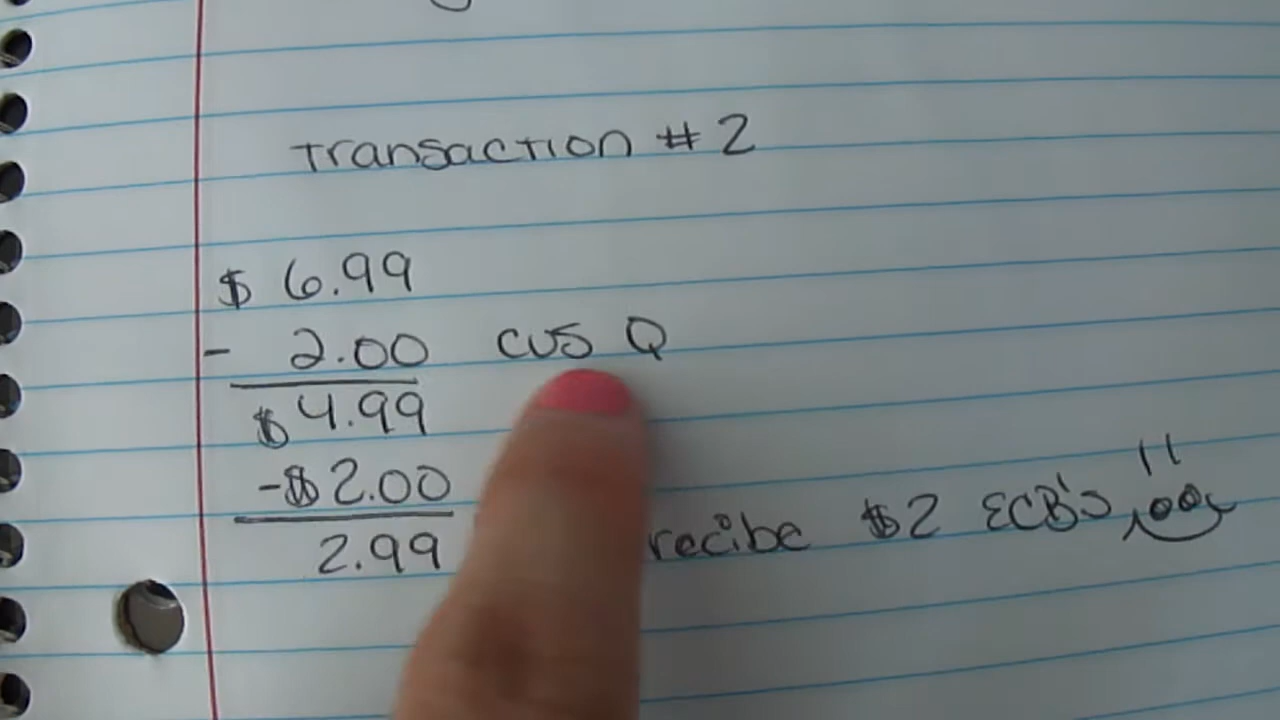 Transaction # 2
$ 6.99
- 2.00 CVS Q
$4.99
-$2.00
2.99 recibe $2 ECB's